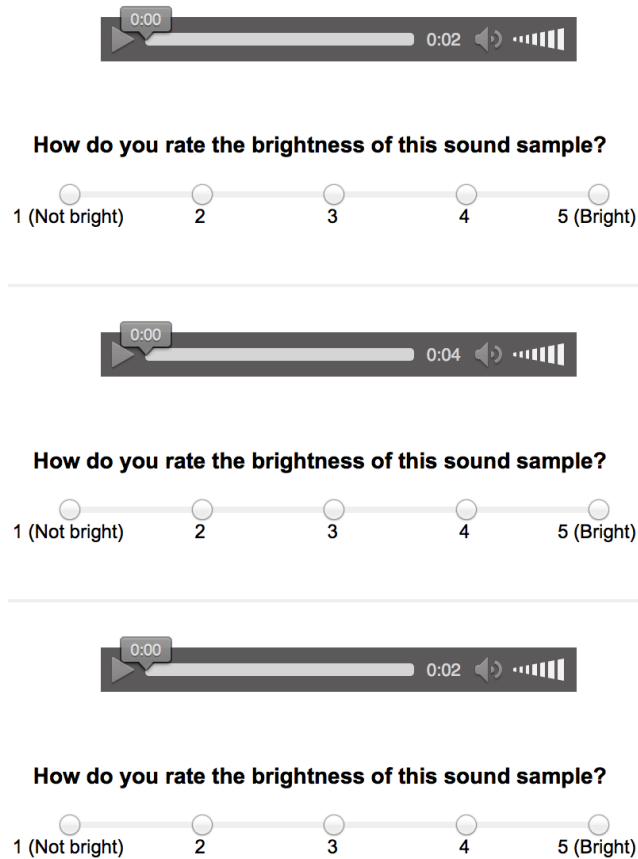 0:00
0:02
How do you rate the brightness of this sound sample?
1 (Not bright) 2 3 4 5 (Bright)
0:00
0:04
How do you rate the brightness of this sound sample?
1 (Not bright) 2 3 4 5 (Bright)
0:00
0:02
How do you rate the brightness of this sound sample?
1 (Not bright) 2 3 4 5 (Bright)